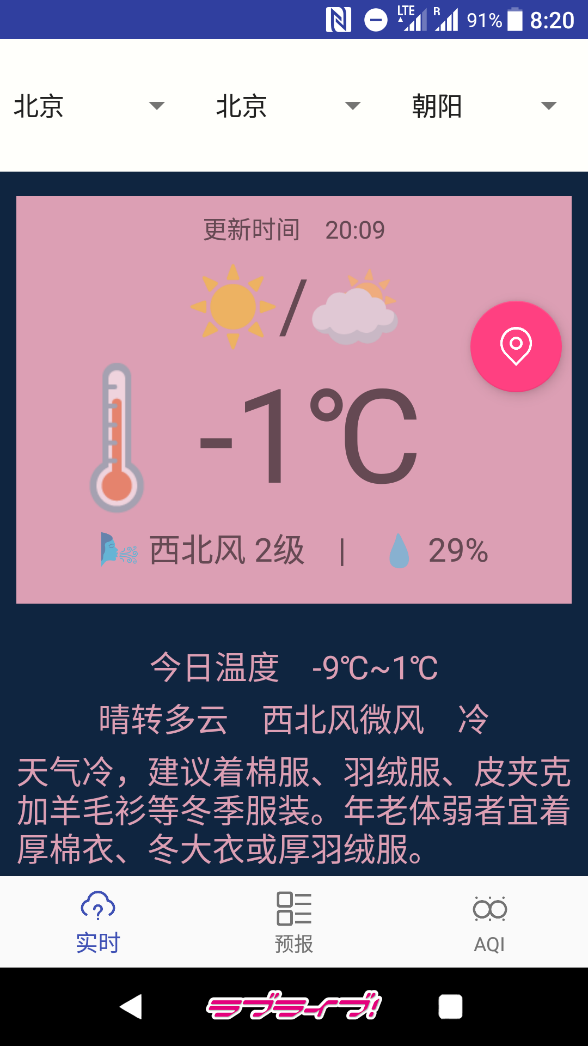 LTE R 91% 8:20
北京 北京 朝阳
更新时间 20:09
/
-1℃
西北风 2级 | 29%
今日温度 -9℃~1℃
晴转多云 西北风微风 冷
天气冷，建议着棉服、羽绒服、皮夹克
加羊毛衫等冬季服装。年老体弱者宜着
厚棉衣、冬大衣或厚羽绒服。
实时 预报 AQI
ラブライブ!